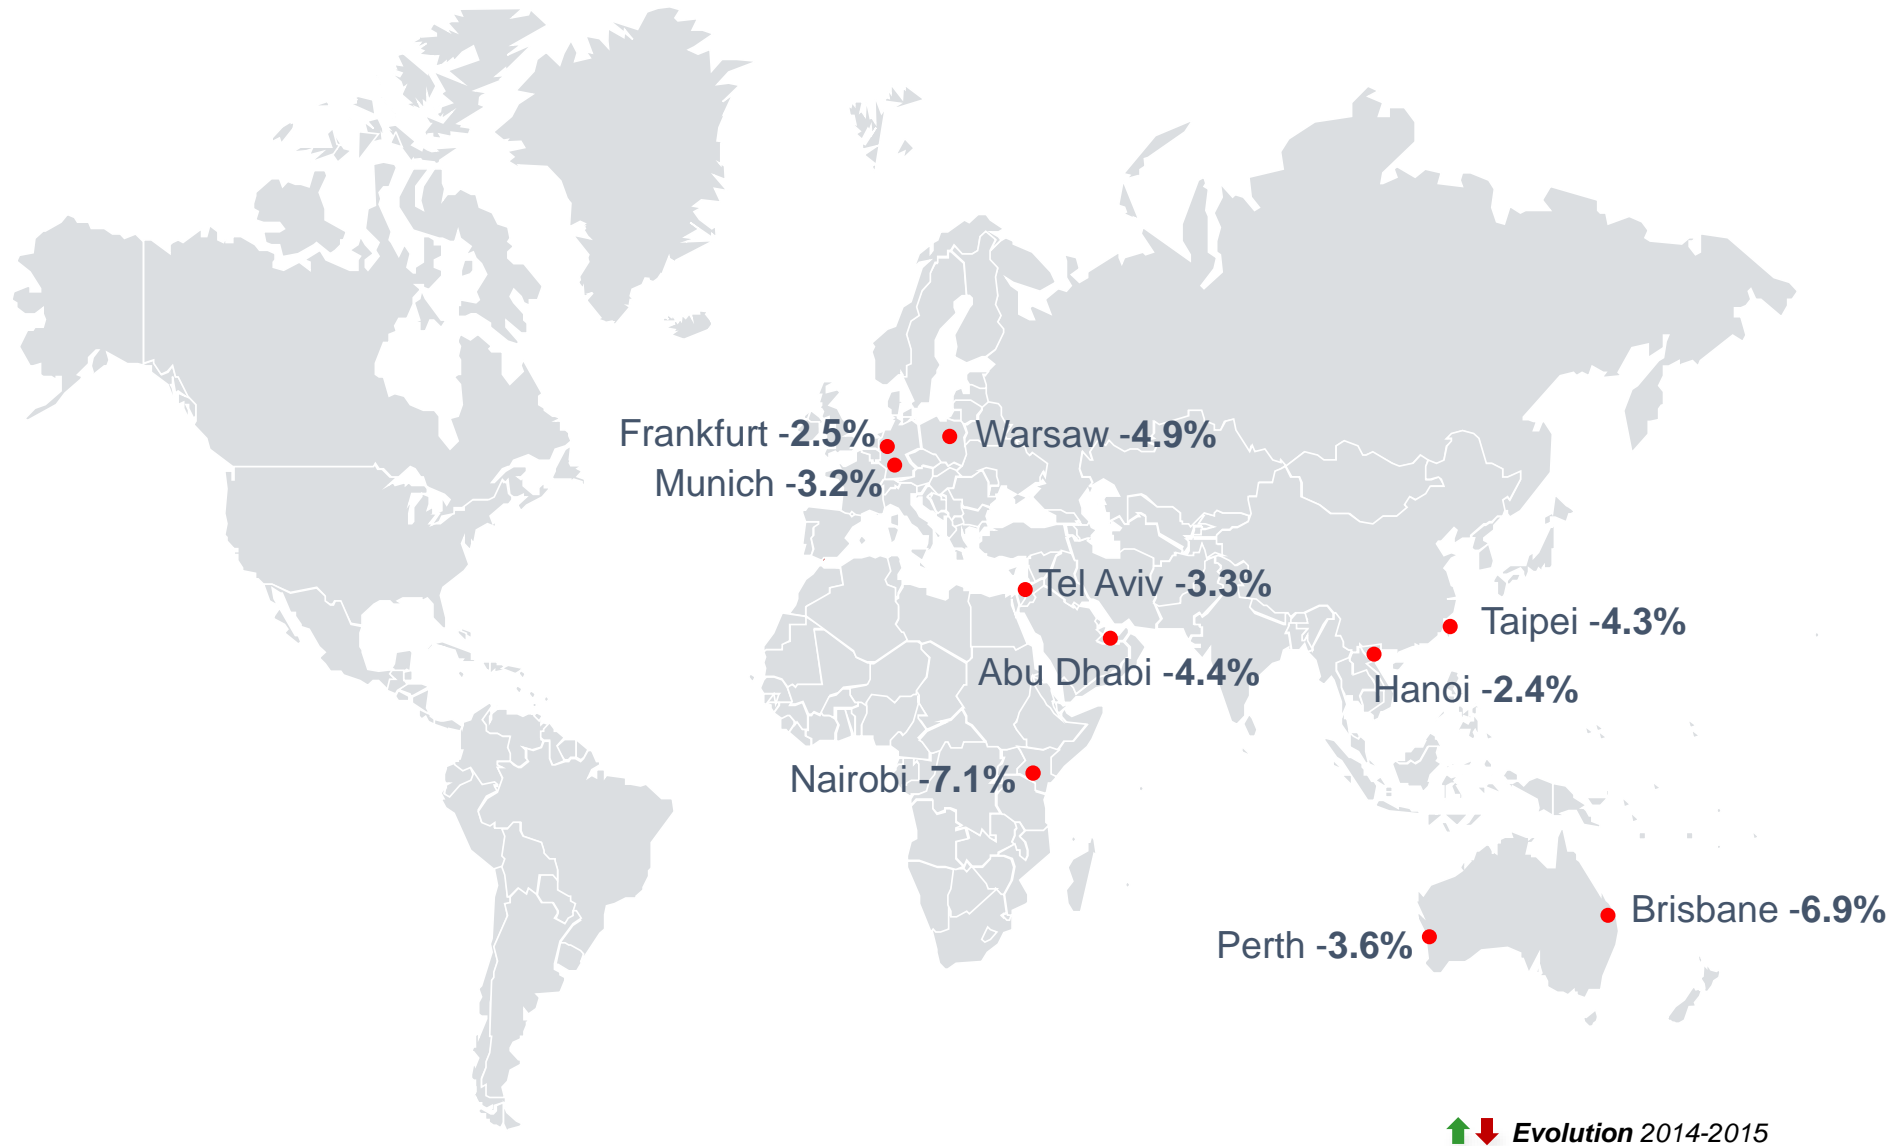 Frankfurt -2.5%
Warsaw -4.9%
Munich -3.2%
Tel Aviv -3.3%
Taipei -4.3%
Abu Dhabi -4.4%
Hanoi -2.4%
Nairobi -7.1%
Brisbane -6.9%
Perth -3.6%
Evolution 2014-2015